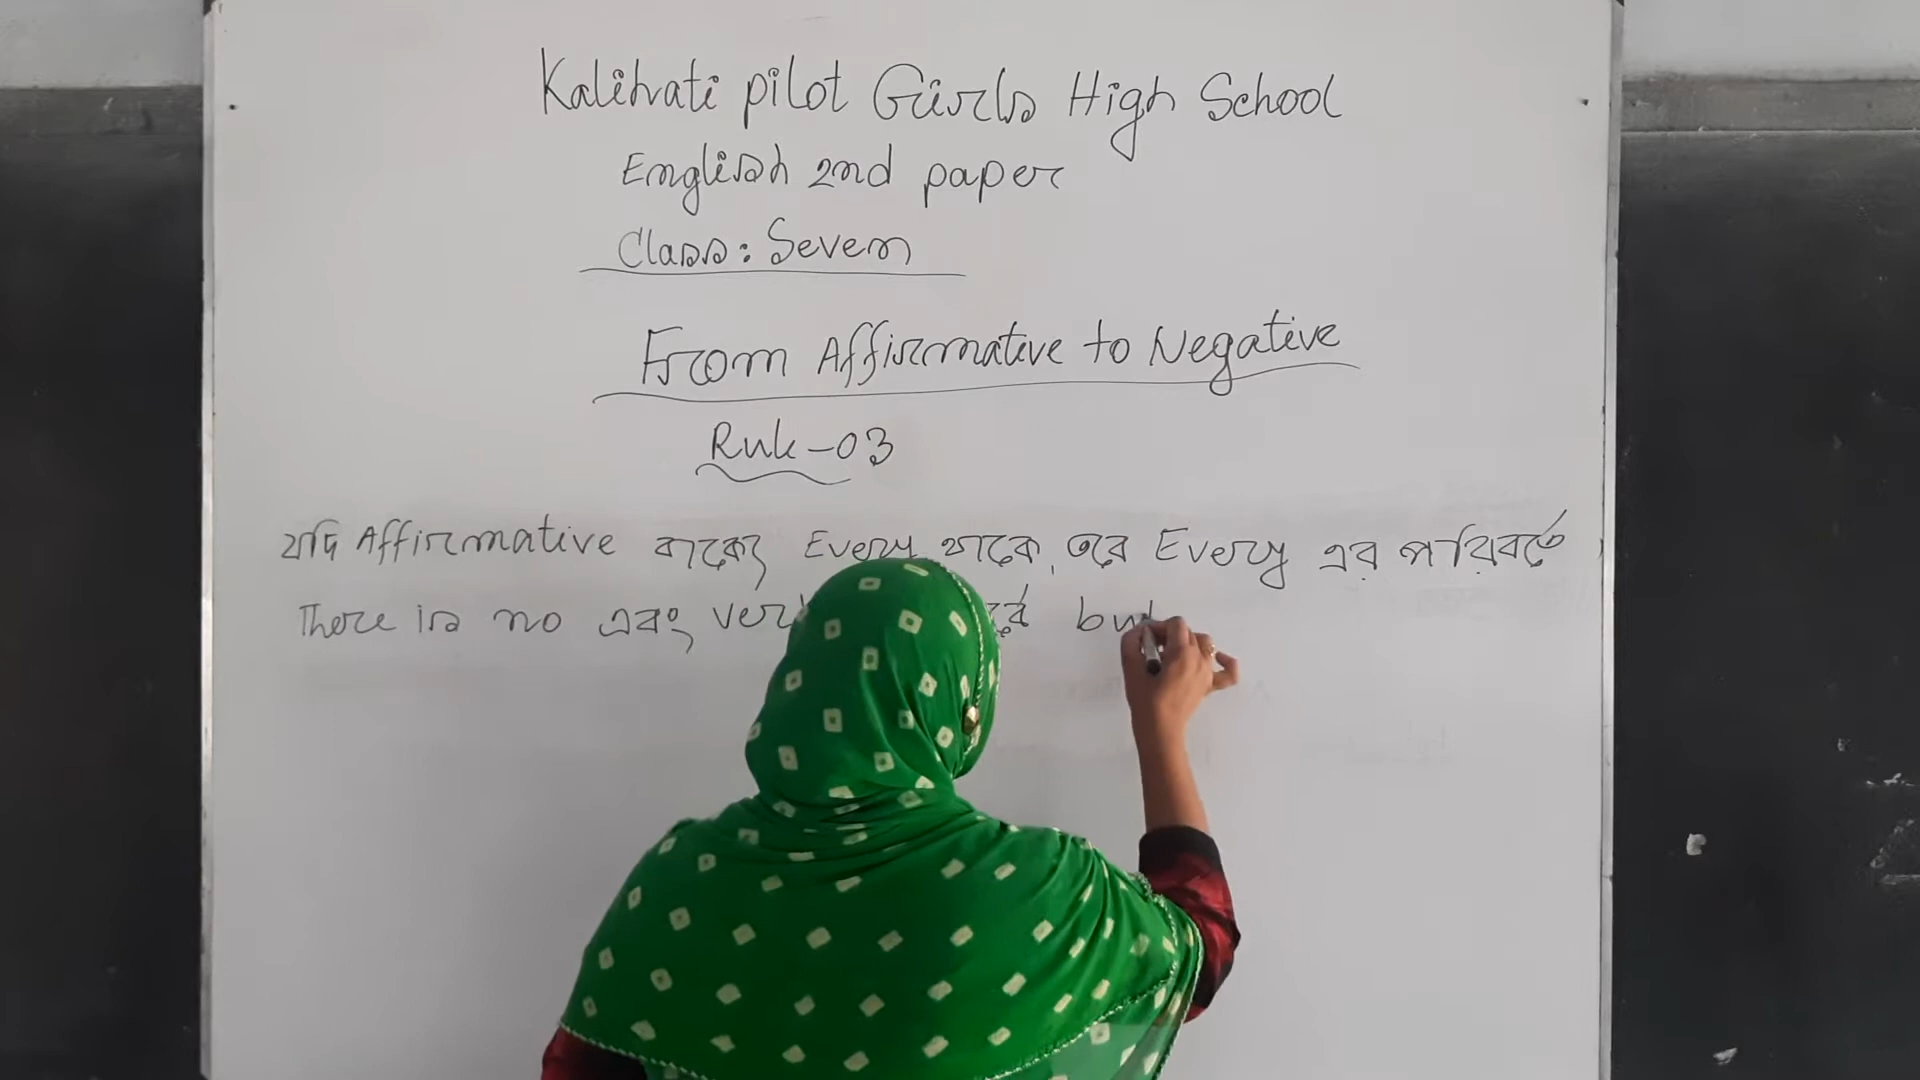 Kalihati pilot Girls High School
English 2nd paper
Class: Seven
From Affirmative to Negative
Rule-03
যদি Affirmative বাক্যে Every থাকে, তবে Every এর পরিবর্তে
There is no এবং but